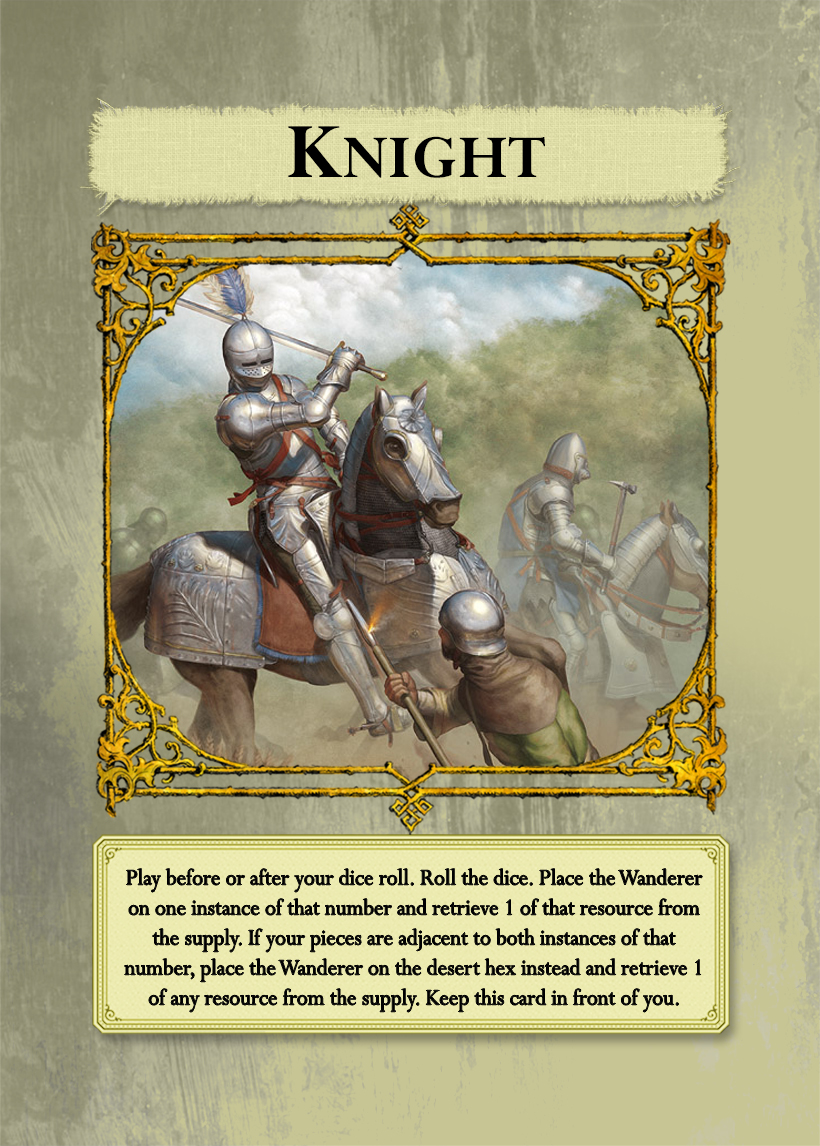 Knight
Play before or after your dice roll. Roll the dice. Place the Wanderer
on one instance of that number and retrieve 1 of that resource from
the supply. If your pieces are adjacent to both instances of that
number, place the Wanderer on the desert hex instead and retrieve 1
of any resource from the supply. Keep this card in front of you.